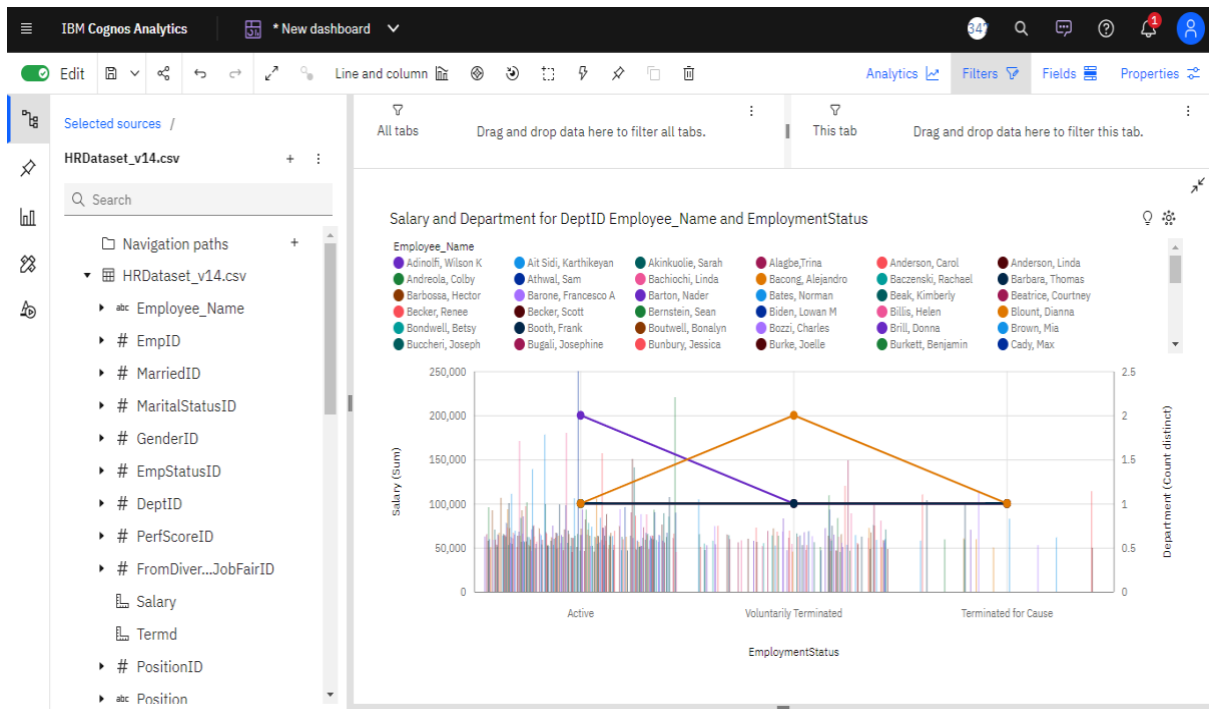 IBM Cognos Analytics
* New dashboard
347
1
Edit
Line and column
Analytics
Filters
Fields
Properties
Selected sources /
HRDataset_v14.csv
Search
Navigation paths
HRDataset_v14.csv
abc Employee_Name
# EmpID
# MarriedID
# MaritalStatusID
# GenderID
# EmpStatusID
# DeptID
# PerfScoreID
# FromDiver...JobFairID
Salary
Termd
# PositionID
abc Position
All tabs
Drag and drop data here to filter all tabs.
This tab
Drag and drop data here to filter this tab.
Salary and Department for DeptID Employee_Name and EmploymentStatus
Employee_Name
Adinolfi, Wilson K Ait Sidi, Karthikeyan Akinkuolie, Sarah Alagbe,Trina Anderson, Carol Anderson, Linda
Andreola, Colby Athwal, Sam Bachiochi, Linda Bacong, Alejandro Baczenski, Rachael Barbara, Thomas
Barbossa, Hector Barone, Francesco A Barton, Nader Bates, Norman Beak, Kimberly Beatrice, Courtney
Becker, Renee Becker, Scott Bernstein, Sean Biden, Lowan M Billis, Helen Blount, Dianna
Bondwell, Betsy Booth, Frank Boutwell, Bonalyn Bozzi, Charles Brill, Donna Brown, Mia
Buccheri, Joseph Bugali, Josephine Bunbury, Jessica Burke, Joelle Burkett, Benjamin Cady, Max
Salary (Sum)
250,000
200,000
150,000
100,000
50,000
0
2.5
2
1.5
1
0.5
0
Department (Count distinct)
Active
Voluntarily Terminated
Terminated for Cause
EmploymentStatus